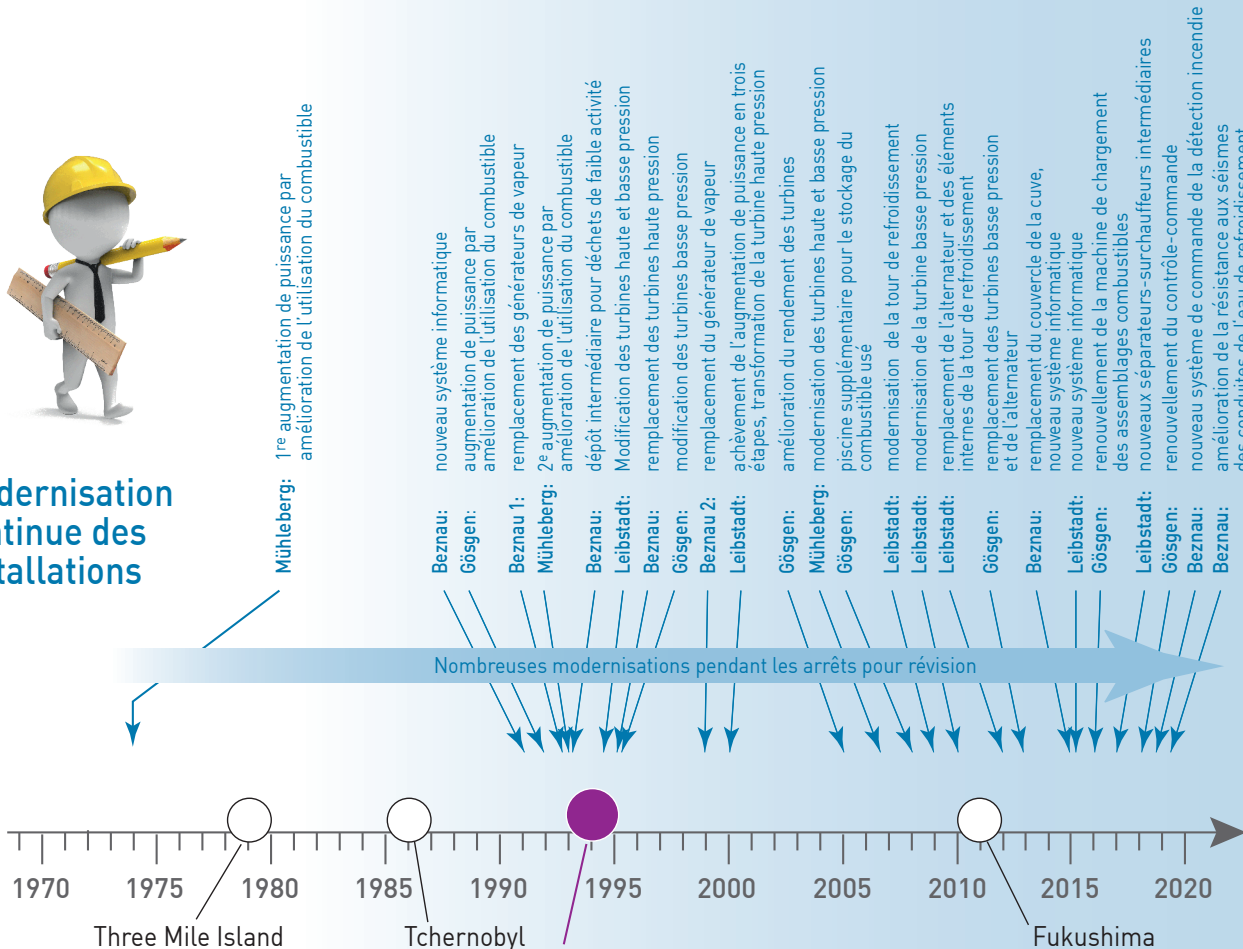 dernisation
tinue des
tallations
Mühleberg: 1re augmentation de puissance par
amélioration de l'utilisation du combustible
Beznau: nouveau système informatique
Gösgen: augmentation de puissance par
amélioration de l'utilisation du combustible
Beznau 1: remplacement des générateurs de vapeur
Mühleberg: 2e augmentation de puissance par
amélioration de l'utilisation du combustible
Beznau: dépôt intermédiaire pour déchets de faible activité
Leibstadt: Modification des turbines haute et basse pression
Beznau: remplacement des turbines haute pression
Gösgen: modification des turbines basse pression
Beznau 2: remplacement du générateur de vapeur
Leibstadt: achèvement de l'augmentation de puissance en trois
étapes, transformation de la turbine haute pression
Gösgen: amélioration du rendement des turbines
Mühleberg: modernisation des turbines haute et basse pression
Gösgen: piscine supplémentaire pour le stockage du
combustible usé
Leibstadt: modernisation de la tour de refroidissement
Leibstadt: modernisation de la turbine basse pression
Leibstadt: remplacement de l'alternateur et des éléments
internes de la tour de refroidissement
Gösgen: remplacement des turbines basse pression
et de l'alternateur
Beznau: remplacement du couvercle de la cuve,
nouveau système informatique
Leibstadt: nouveau système informatique
Gösgen: renouvellement de la machine de chargement
des assemblages combustibles
Leibstadt: nouveaux séparateurs-surchauffeurs intermédiaires
Gösgen: renouvellement du contrôle-commande
Beznau: nouveau système de commande de la détection incendie
Beznau: amélioration de la résistance aux séismes
des conduites de l'eau de refroidissement
Nombreuses modernisations pendant les arrêts pour révision
1970 1975 1980 1985 1990 1995 2000 2005 2010 2015 2020
Three Mile Island Tchernobyl Fukushima